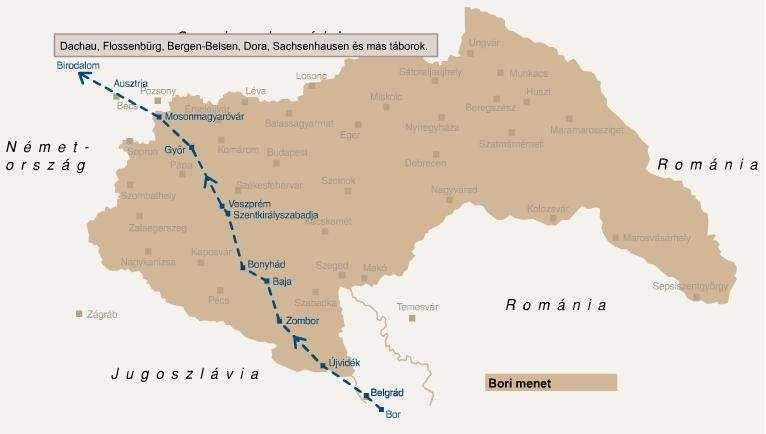 Dachau, Flossenbürg, Bergen-Belsen, Dora, Sachsenhausen és más táborok.
Ungvár
Birodalom
Sátoraljaújhely
Munkács
Losonc
Ausztria
Pozsony
Léva
Huszt
Bécs
Érsekújvár
Miskolc
Beregszász
Mosonmagyaróvár
Balassagyarmat
Nyíregyháza
Máramarossziget
Eger
Szatmárnémeti
Német-
ország
Sopron
Győr
Komárom
Budapest
Debrecen
Románia
Pápa
Székesfehérvár
Szolnok
Nagyvárad
Szombathely
Veszprém
Szentkirályszabadja
Kolozsvár
Zalaegerszeg
Kecskemét
Marosvásárhely
Nagykanizsa
Kaposvár
Bonyhád
Szeged
Makó
Baja
Sepsiszentgyörgy
Pécs
Szabadka
Románia
Temesvár
Zágráb
Zombor
Jugoszlávia
Újvidék
Bori menet
Belgrád
Bor